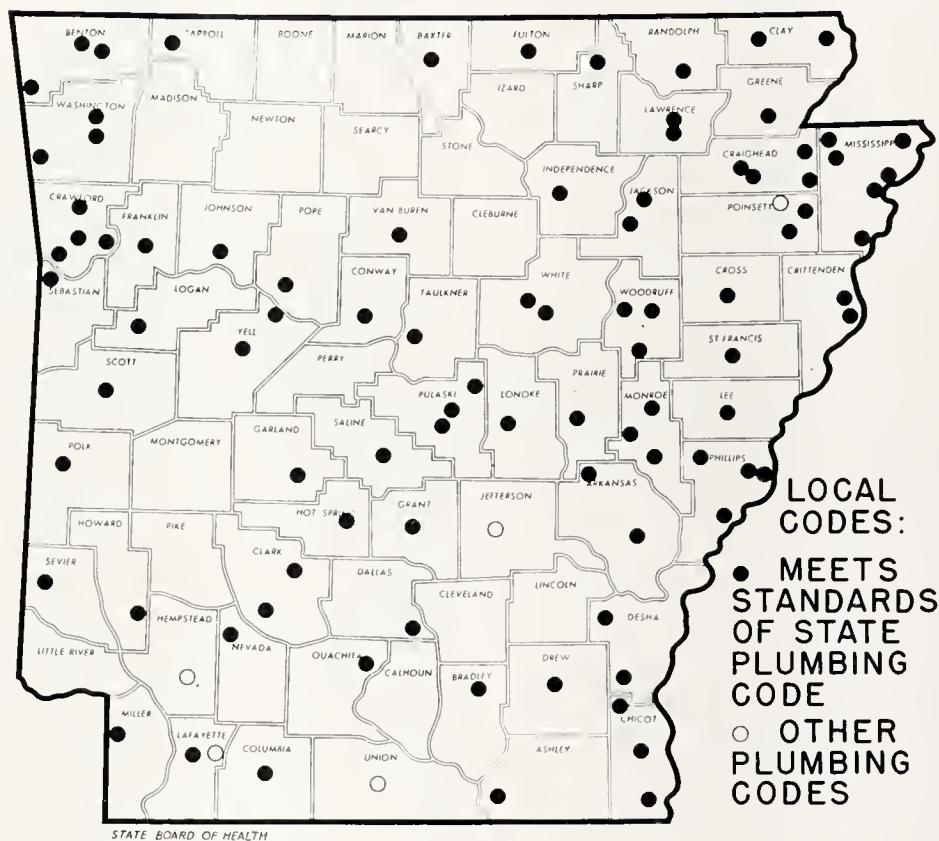 BENTON
CARROLL
BOONE
MARION
BAXTER
FULTON
RANDOLPH
CLAY
SHARP
GREENE
IZARD
WASHINGTON
MADISON
NEWTON
SEARCY
STONE
LAWRENCE
CRAIGHEAD
MISSISSIPPI
INDEPENDENCE
JACKSON
CRAWFORD
FRANKLIN
JOHNSON
POPE
VAN BUREN
CLEBURNE
POINSETT
SEBASTIAN
LOGAN
CONWAY
FAULKNER
WHITE
WOODRUFF
CROSS
CRITTENDEN
YELL
PERRY
ST FRANCIS
SCOTT
PULASKI
LONOKE
PRAIRIE
MONROE
LEE
POLK
MONTGOMERY
GARLAND
SALINE
PHILLIPS
HOT SPRING
GRANT
JEFFERSON
ARKANSAS
HOWARD
PIKE
CLARK
DALLAS
CLEVELAND
LINCOLN
DESHA
SEVIER
HEMPSTEAD
NEVADA
OUACHITA
CALHOUN
BRADLEY
DREW
LITTLE RIVER
MILLER
LAFAYETTE
COLUMBIA
UNION
ASHLEY
CHICOT
LOCAL
CODES:
MEETS
STANDARDS
OF STATE
PLUMBING
CODE
OTHER
PLUMBING
CODES
STATE BOARD OF HEALTH